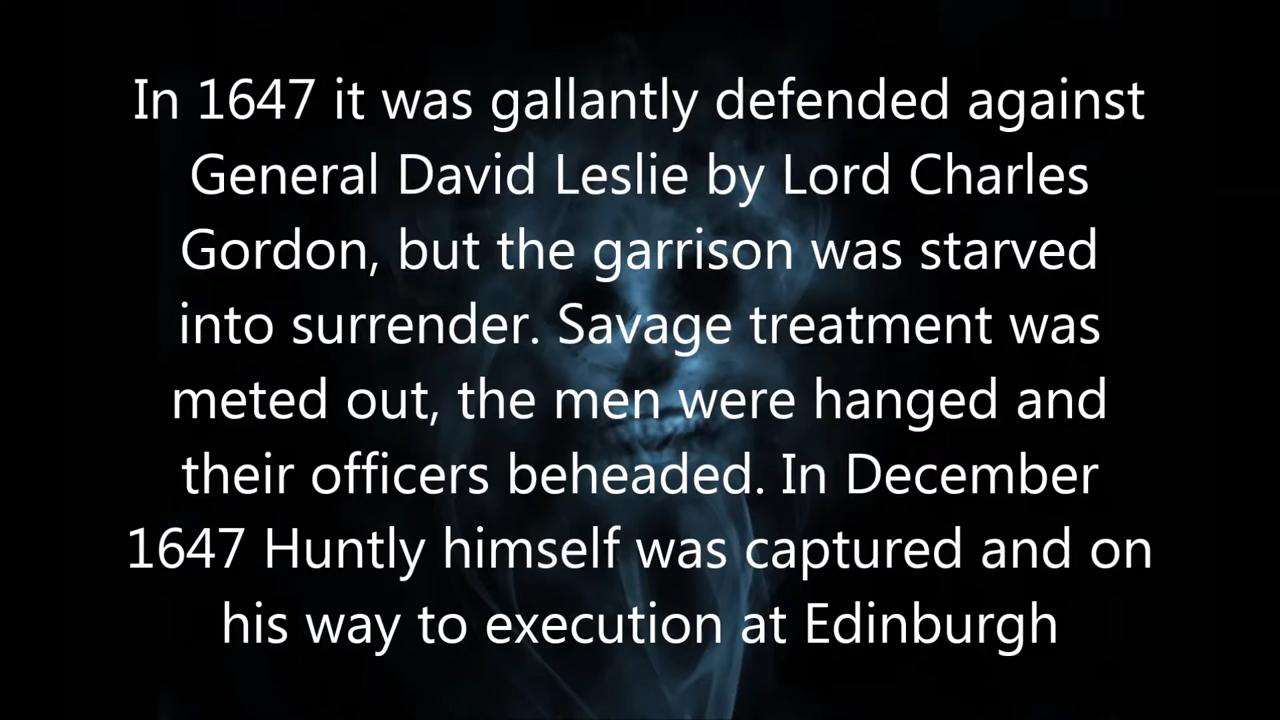 In 1647 it was gallantly defended against
General David Leslie by Lord Charles
Gordon, but the garrison was starved
into surrender. Savage treatment was
meted out, the men were hanged and
their officers beheaded. In December
1647 Huntly himself was captured and on
his way to execution at Edinburgh